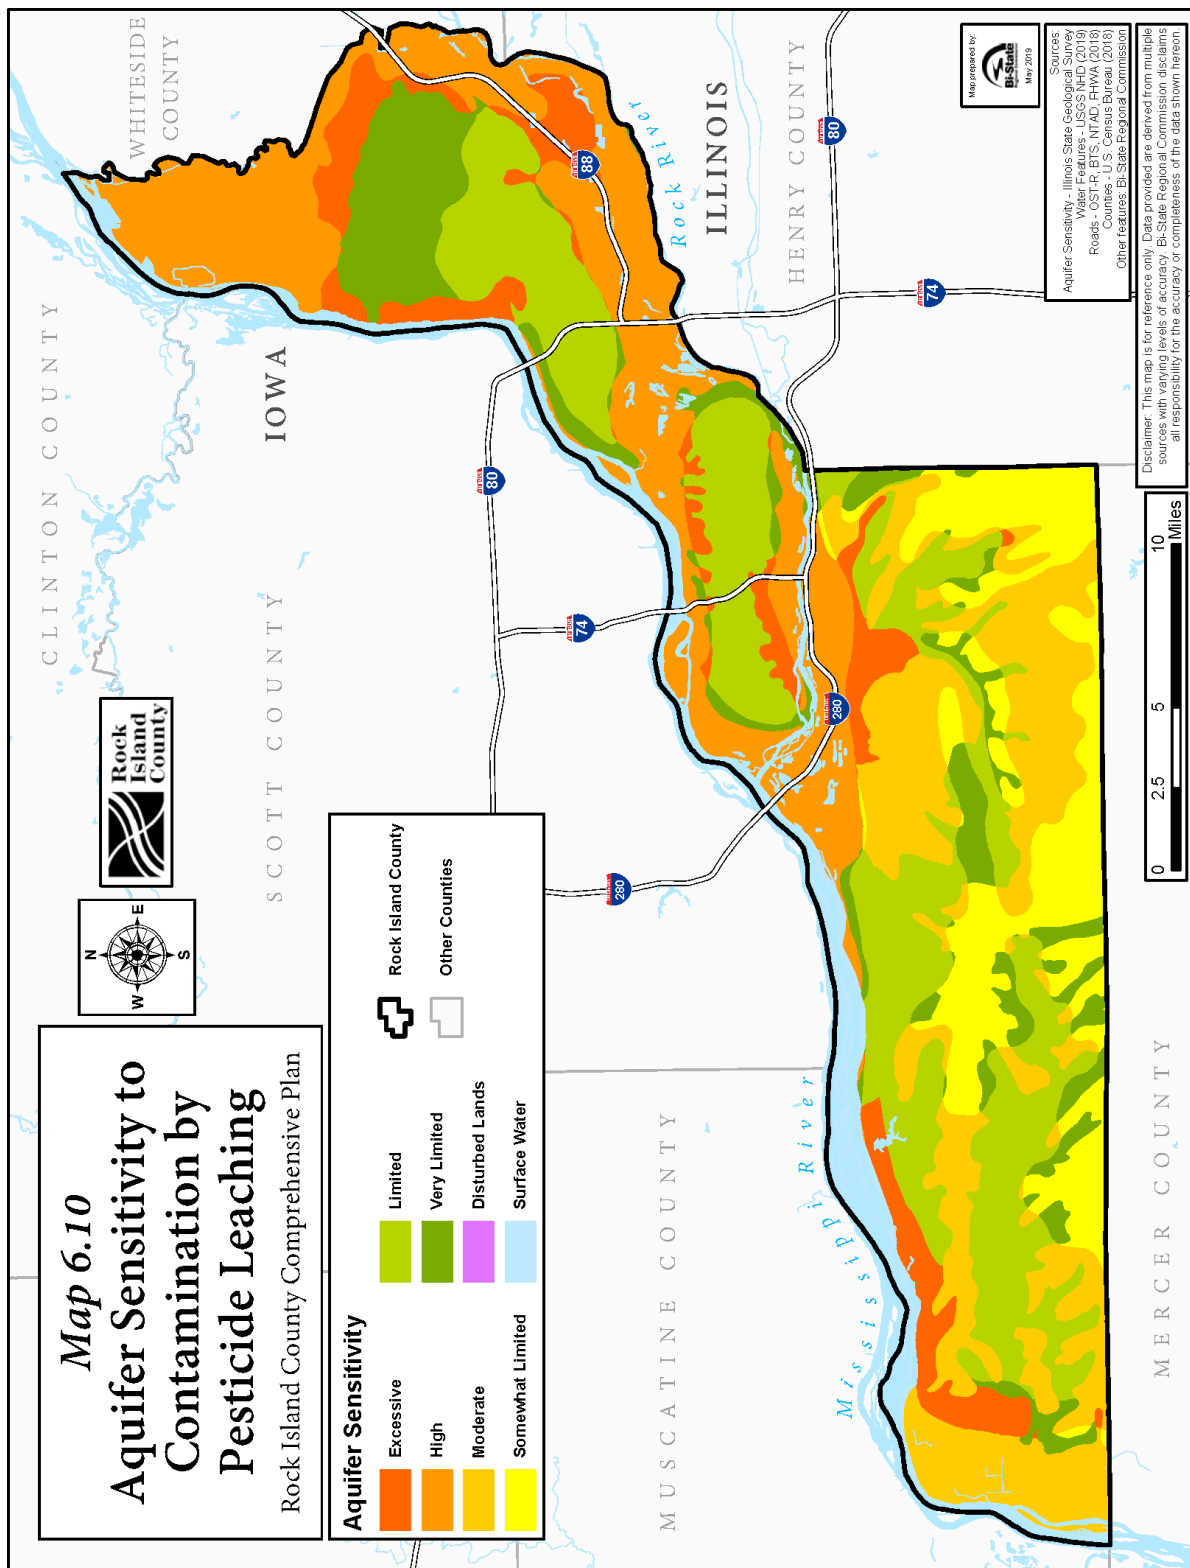 Map 6.10
Aquifer Sensitivity to
Contamination by
Pesticide Leaching
Rock Island County Comprehensive Plan
N
W
E
S
Rock
Island
County
Aquifer Sensitivity
Excessive
High
Moderate
Somewhat Limited
Limited
Very Limited
Disturbed Lands
Surface Water
Rock Island County
Other Counties
CLINTON COUNTY
WHITESIDE
COUNTY
IOWA
SCOTT COUNTY
MUSCATINE COUNTY
Mississippi River
Rock River
ILLINOIS
HENRY COUNTY
MERCER COUNTY
88
80
80
74
74
280
280
0 2.5 5 10
Miles
Map prepared by:
Bi-State
May 2019
Sources:
Aquifer Sensitivity - Illinois State Geological Survey
Water Features - USGS NHD (2019)
Roads - OST-R, BTS, NTAD, FHWA (2018)
Counties - U.S. Census Bureau (2018)
Other features: Bi-State Regional Commission
Disclaimer: This map is for reference only. Data provided are derived from multiple
sources with varying levels of accuracy. Bi-State Regional Commission disclaims
all responsibility for the accuracy or completeness of the data shown hereon.